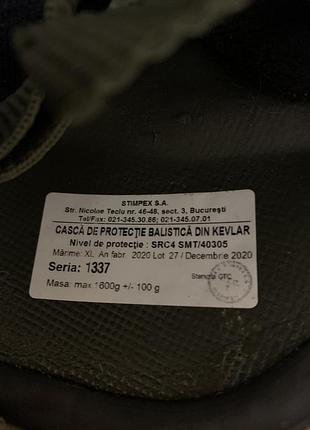 STIMPEX S.A.
Str. Nicolae Teclu nr. 46-48, sect. 3, București
Tel/Fax: 021-345.30.86; 021-345.07.01
CASCĂ DE PROTECȚIE BALISTICĂ DIN KEVLAR
Nivel de protecție : SRC4 SMT/40305
Mărime: XL An fabr. 2020 Lot 27 / Decembrie 2020
Seria: 1337
Stampila CTC
Masa: max.1600g +/- 100 g